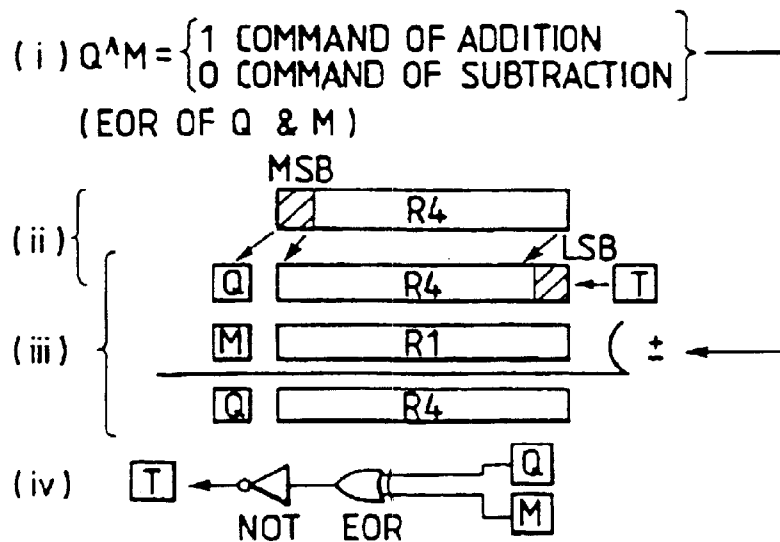 (i) Q^M = { 1 COMMAND OF ADDITION
0 COMMAND OF SUBTRACTION }
(EOR OF Q & M)
MSB
(ii) R4
LSB
Q R4 T
(iii) M R1 ±
Q R4
(iv) T Q
NOT EOR M